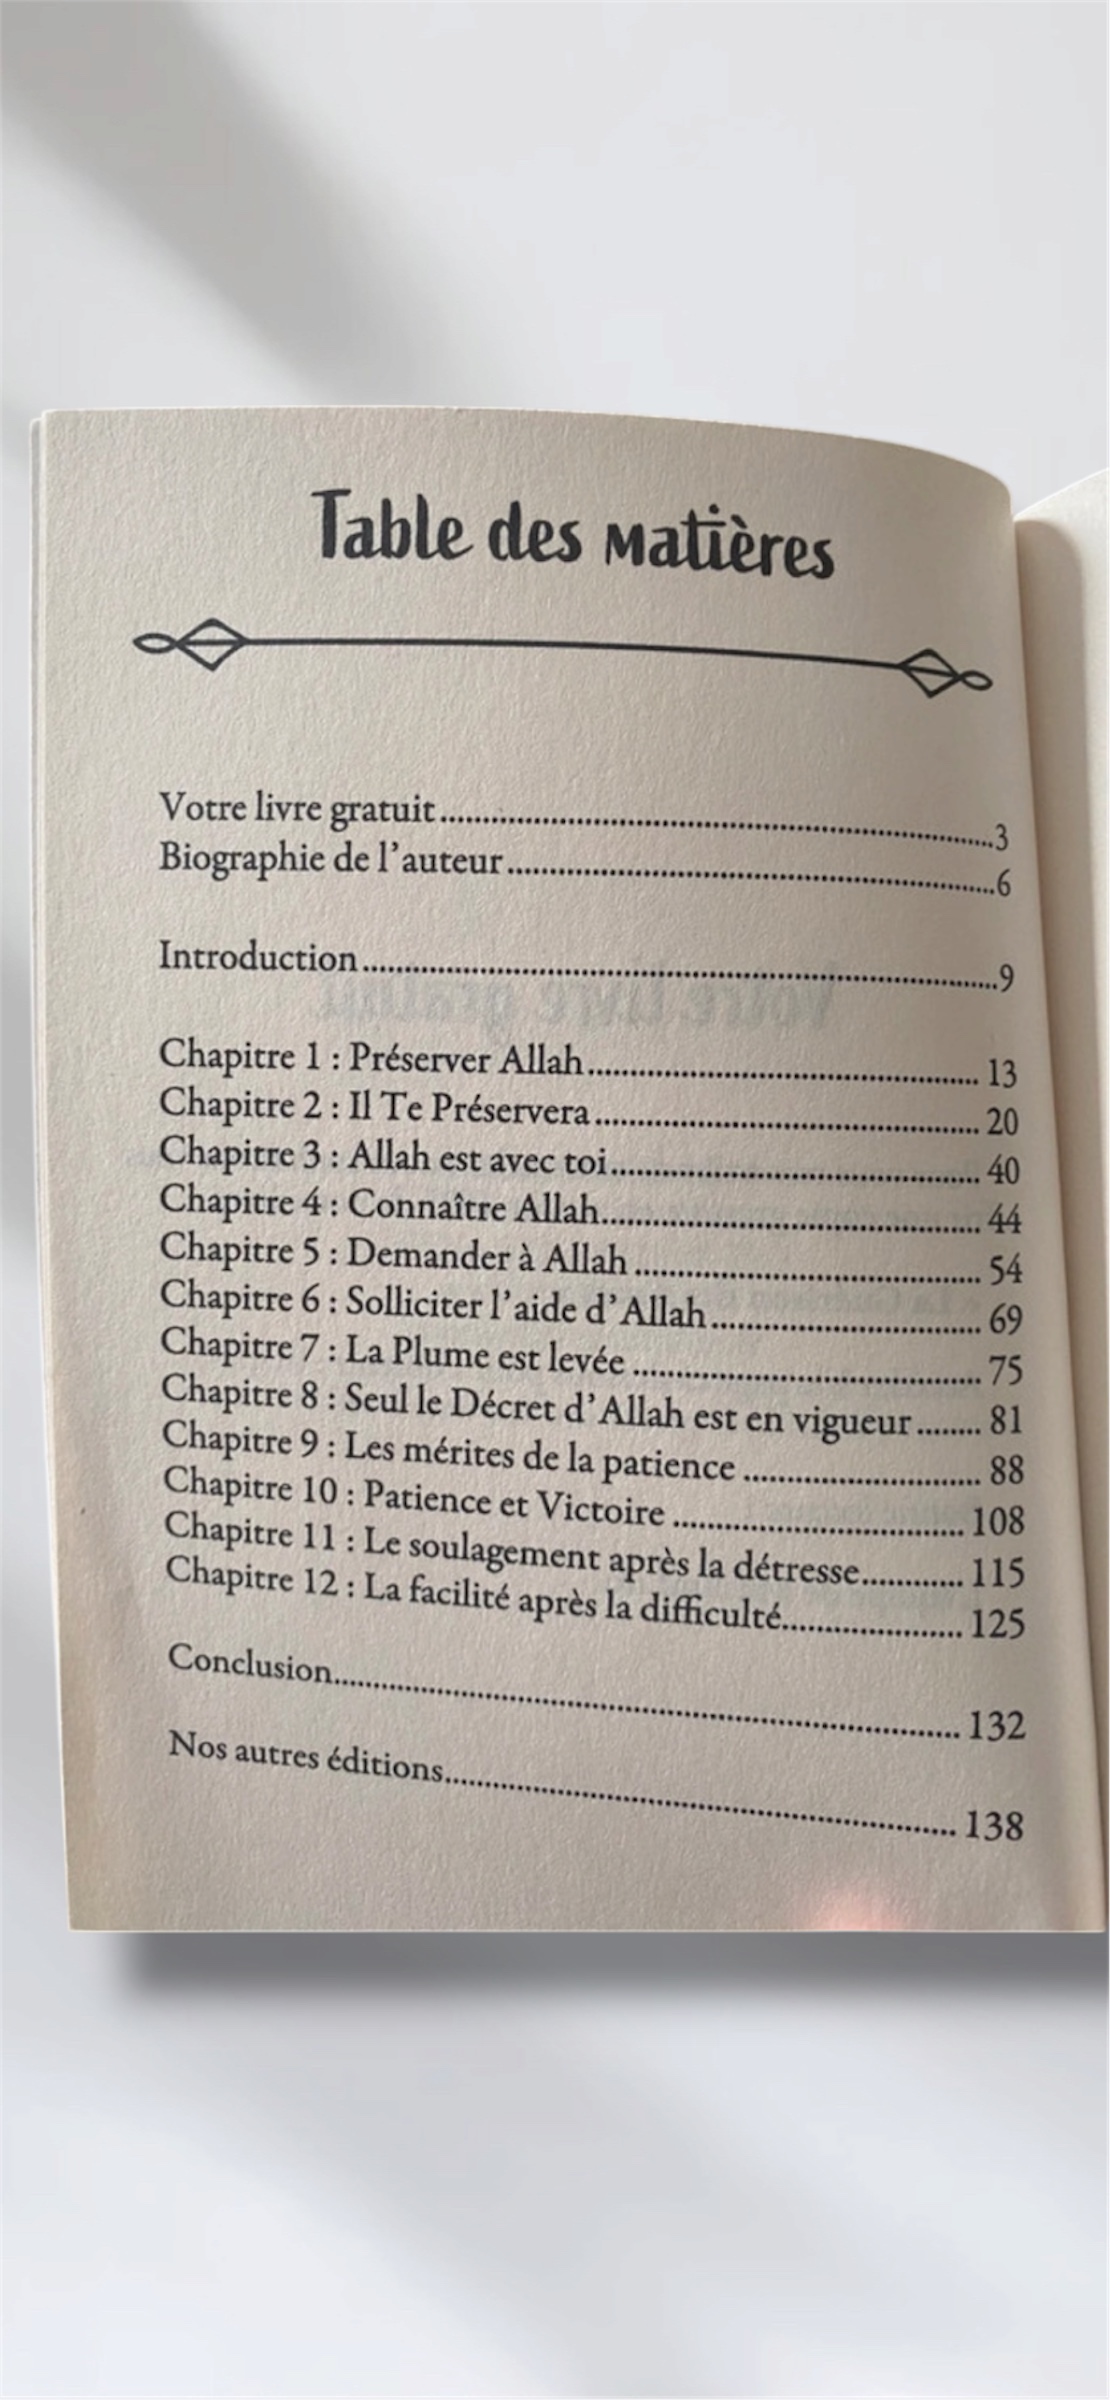 Table des Matières
Votre livre gratuit.....3
Biographie de l'auteur.....6
Introduction.....9
Chapitre 1 : Préserver Allah..... 13
Chapitre 2 : Il Te Préservera..... 20
Chapitre 3 : Allah est avec toi..... 40
Chapitre 4 : Connaître Allah..... 44
Chapitre 5 : Demander à Allah ..... 54
Chapitre 6 : Solliciter l'aide d'Allah..... 69
Chapitre 7 : La Plume est levée ..... 75
Chapitre 8 : Seul le Décret d'Allah est en vigueur..... 81
Chapitre 9 : Les mérites de la patience ..... 88
Chapitre 10 : Patience et Victoire ..... 108
Chapitre 11 : Le soulagement après la détresse..... 115
Chapitre 12 : La facilité après la difficulté..... 125
Conclusion..... 132
Nos autres éditions..... 138